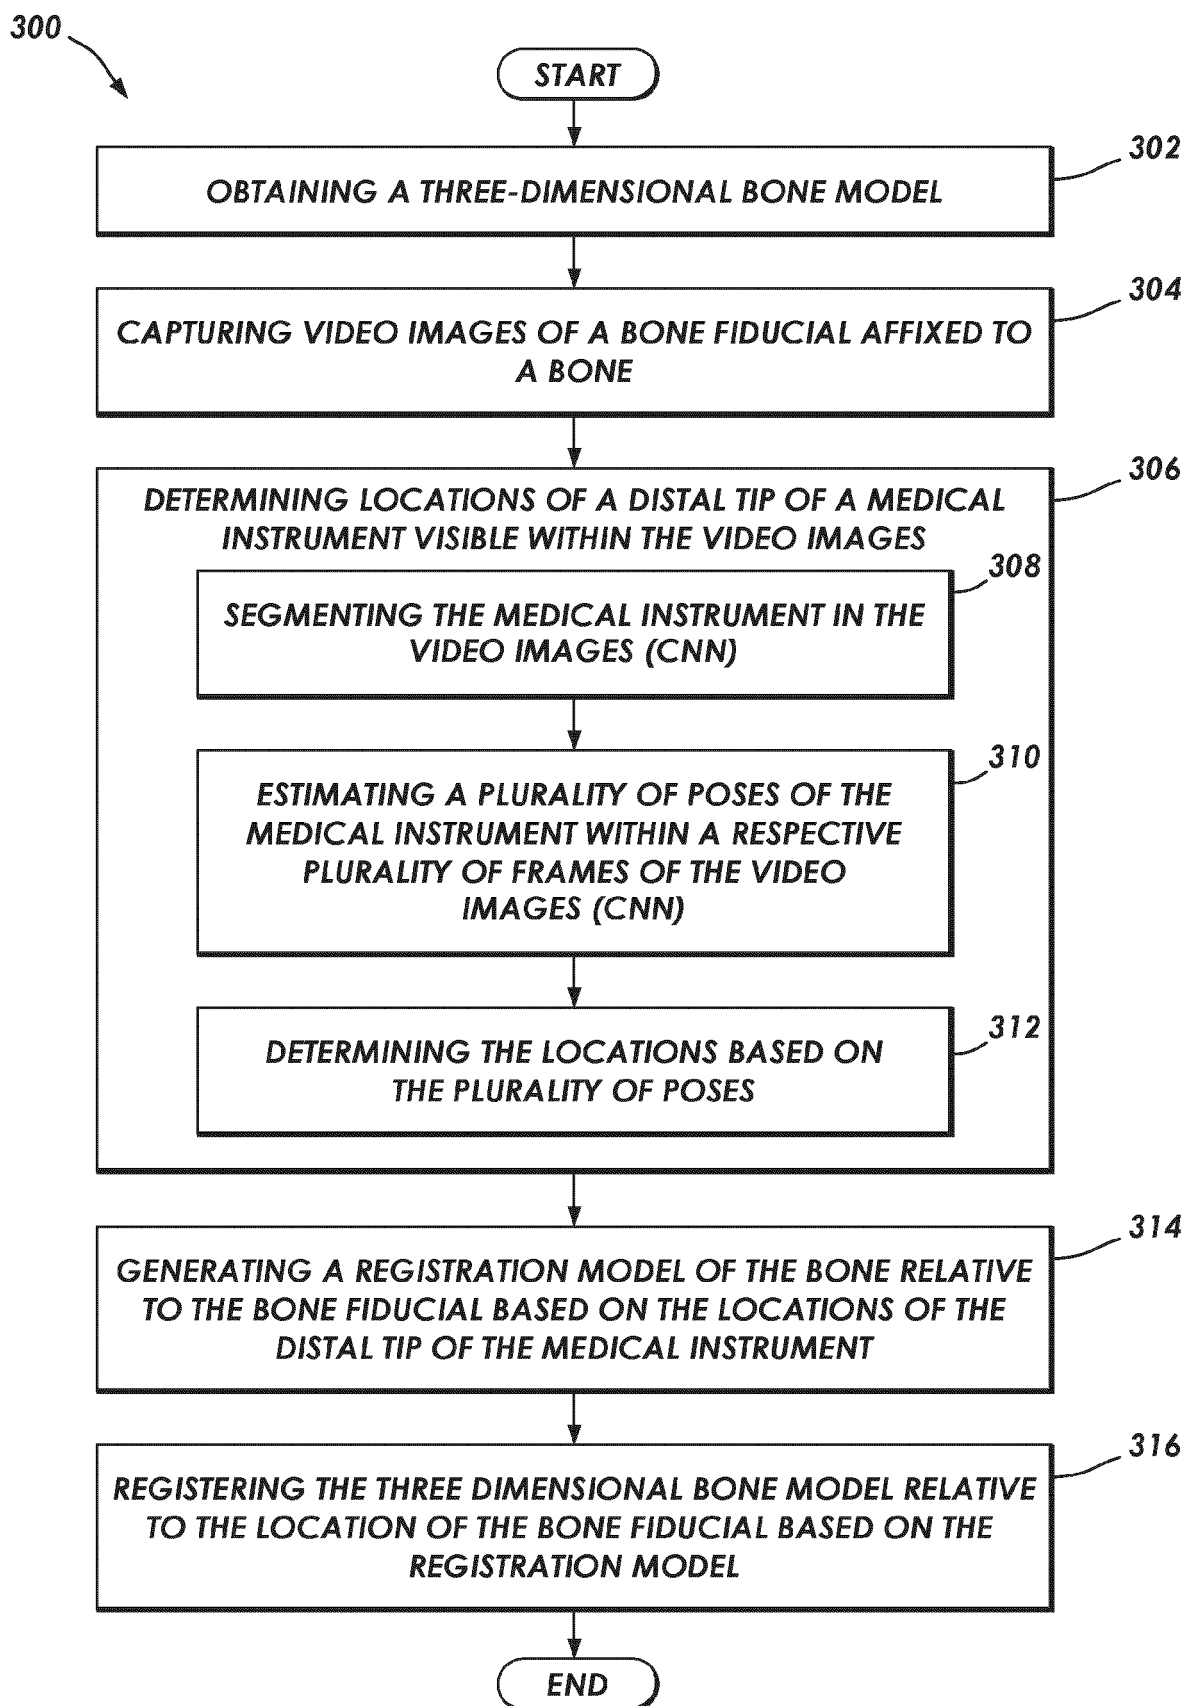 300
START
302
OBTAINING A THREE-DIMENSIONAL BONE MODEL
304
CAPTURING VIDEO IMAGES OF A BONE FIDUCIAL AFFIXED TO
A BONE
306
DETERMINING LOCATIONS OF A DISTAL TIP OF A MEDICAL
INSTRUMENT VISIBLE WITHIN THE VIDEO IMAGES
308
SEGMENTING THE MEDICAL INSTRUMENT IN THE
VIDEO IMAGES (CNN)
310
ESTIMATING A PLURALITY OF POSES OF THE
MEDICAL INSTRUMENT WITHIN A RESPECTIVE
PLURALITY OF FRAMES OF THE VIDEO
IMAGES (CNN)
312
DETERMINING THE LOCATIONS BASED ON
THE PLURALITY OF POSES
314
GENERATING A REGISTRATION MODEL OF THE BONE RELATIVE
TO THE BONE FIDUCIAL BASED ON THE LOCATIONS OF THE
DISTAL TIP OF THE MEDICAL INSTRUMENT
316
REGISTERING THE THREE DIMENSIONAL BONE MODEL RELATIVE
TO THE LOCATION OF THE BONE FIDUCIAL BASED ON THE
REGISTRATION MODEL
END